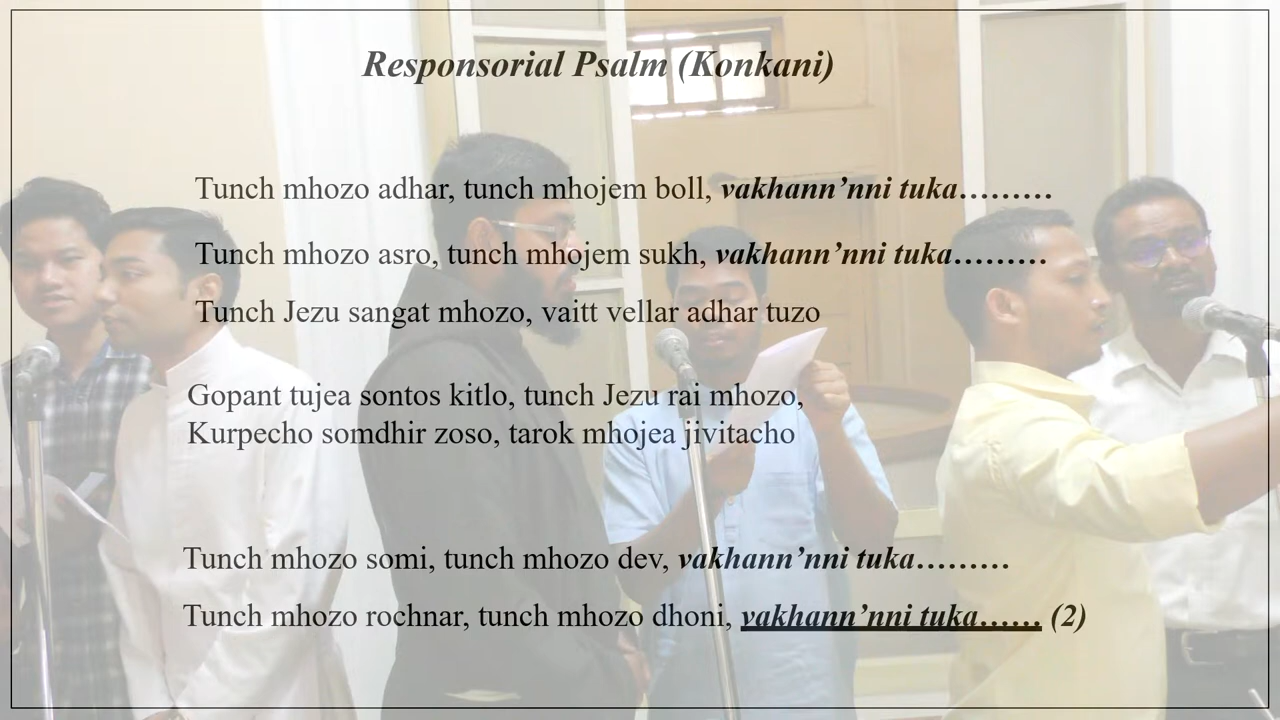 Responsorial Psalm (Konkani)
Tunch mhozo adhar, tunch mhojem boll, vakhann’nni tuka………
Tunch mhozo asro, tunch mhojem sukh, vakhann’nni tuka………
Tunch Jezu sangat mhozo, vaitt vellar adhar tuzo
Gopant tujea sontos kitlo, tunch Jezu rai mhozo,
Kurpecho somdhir zoso, tarok mhojea jivitacho
Tunch mhozo somi, tunch mhozo dev, vakhann’nni tuka………
Tunch mhozo rochnar, tunch mhozo dhoni, vakhann’nni tuka…… (2)